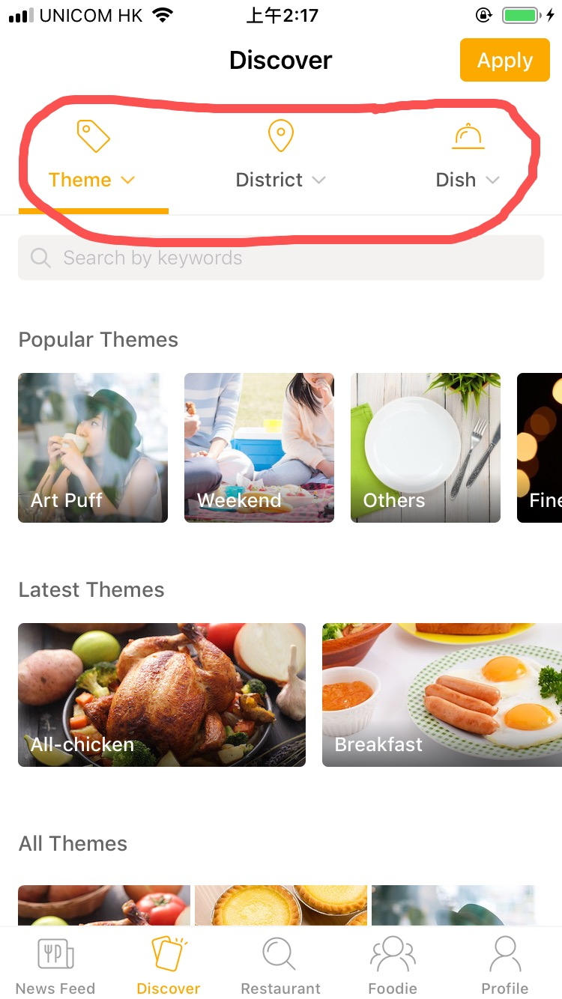 UNICOM HK 上午2:17
Discover Apply
Theme District Dish
Search by keywords
Popular Themes
Art Puff Weekend Others Fine
Latest Themes
All-chicken Breakfast
All Themes
News Feed Discover Restaurant Foodie Profile